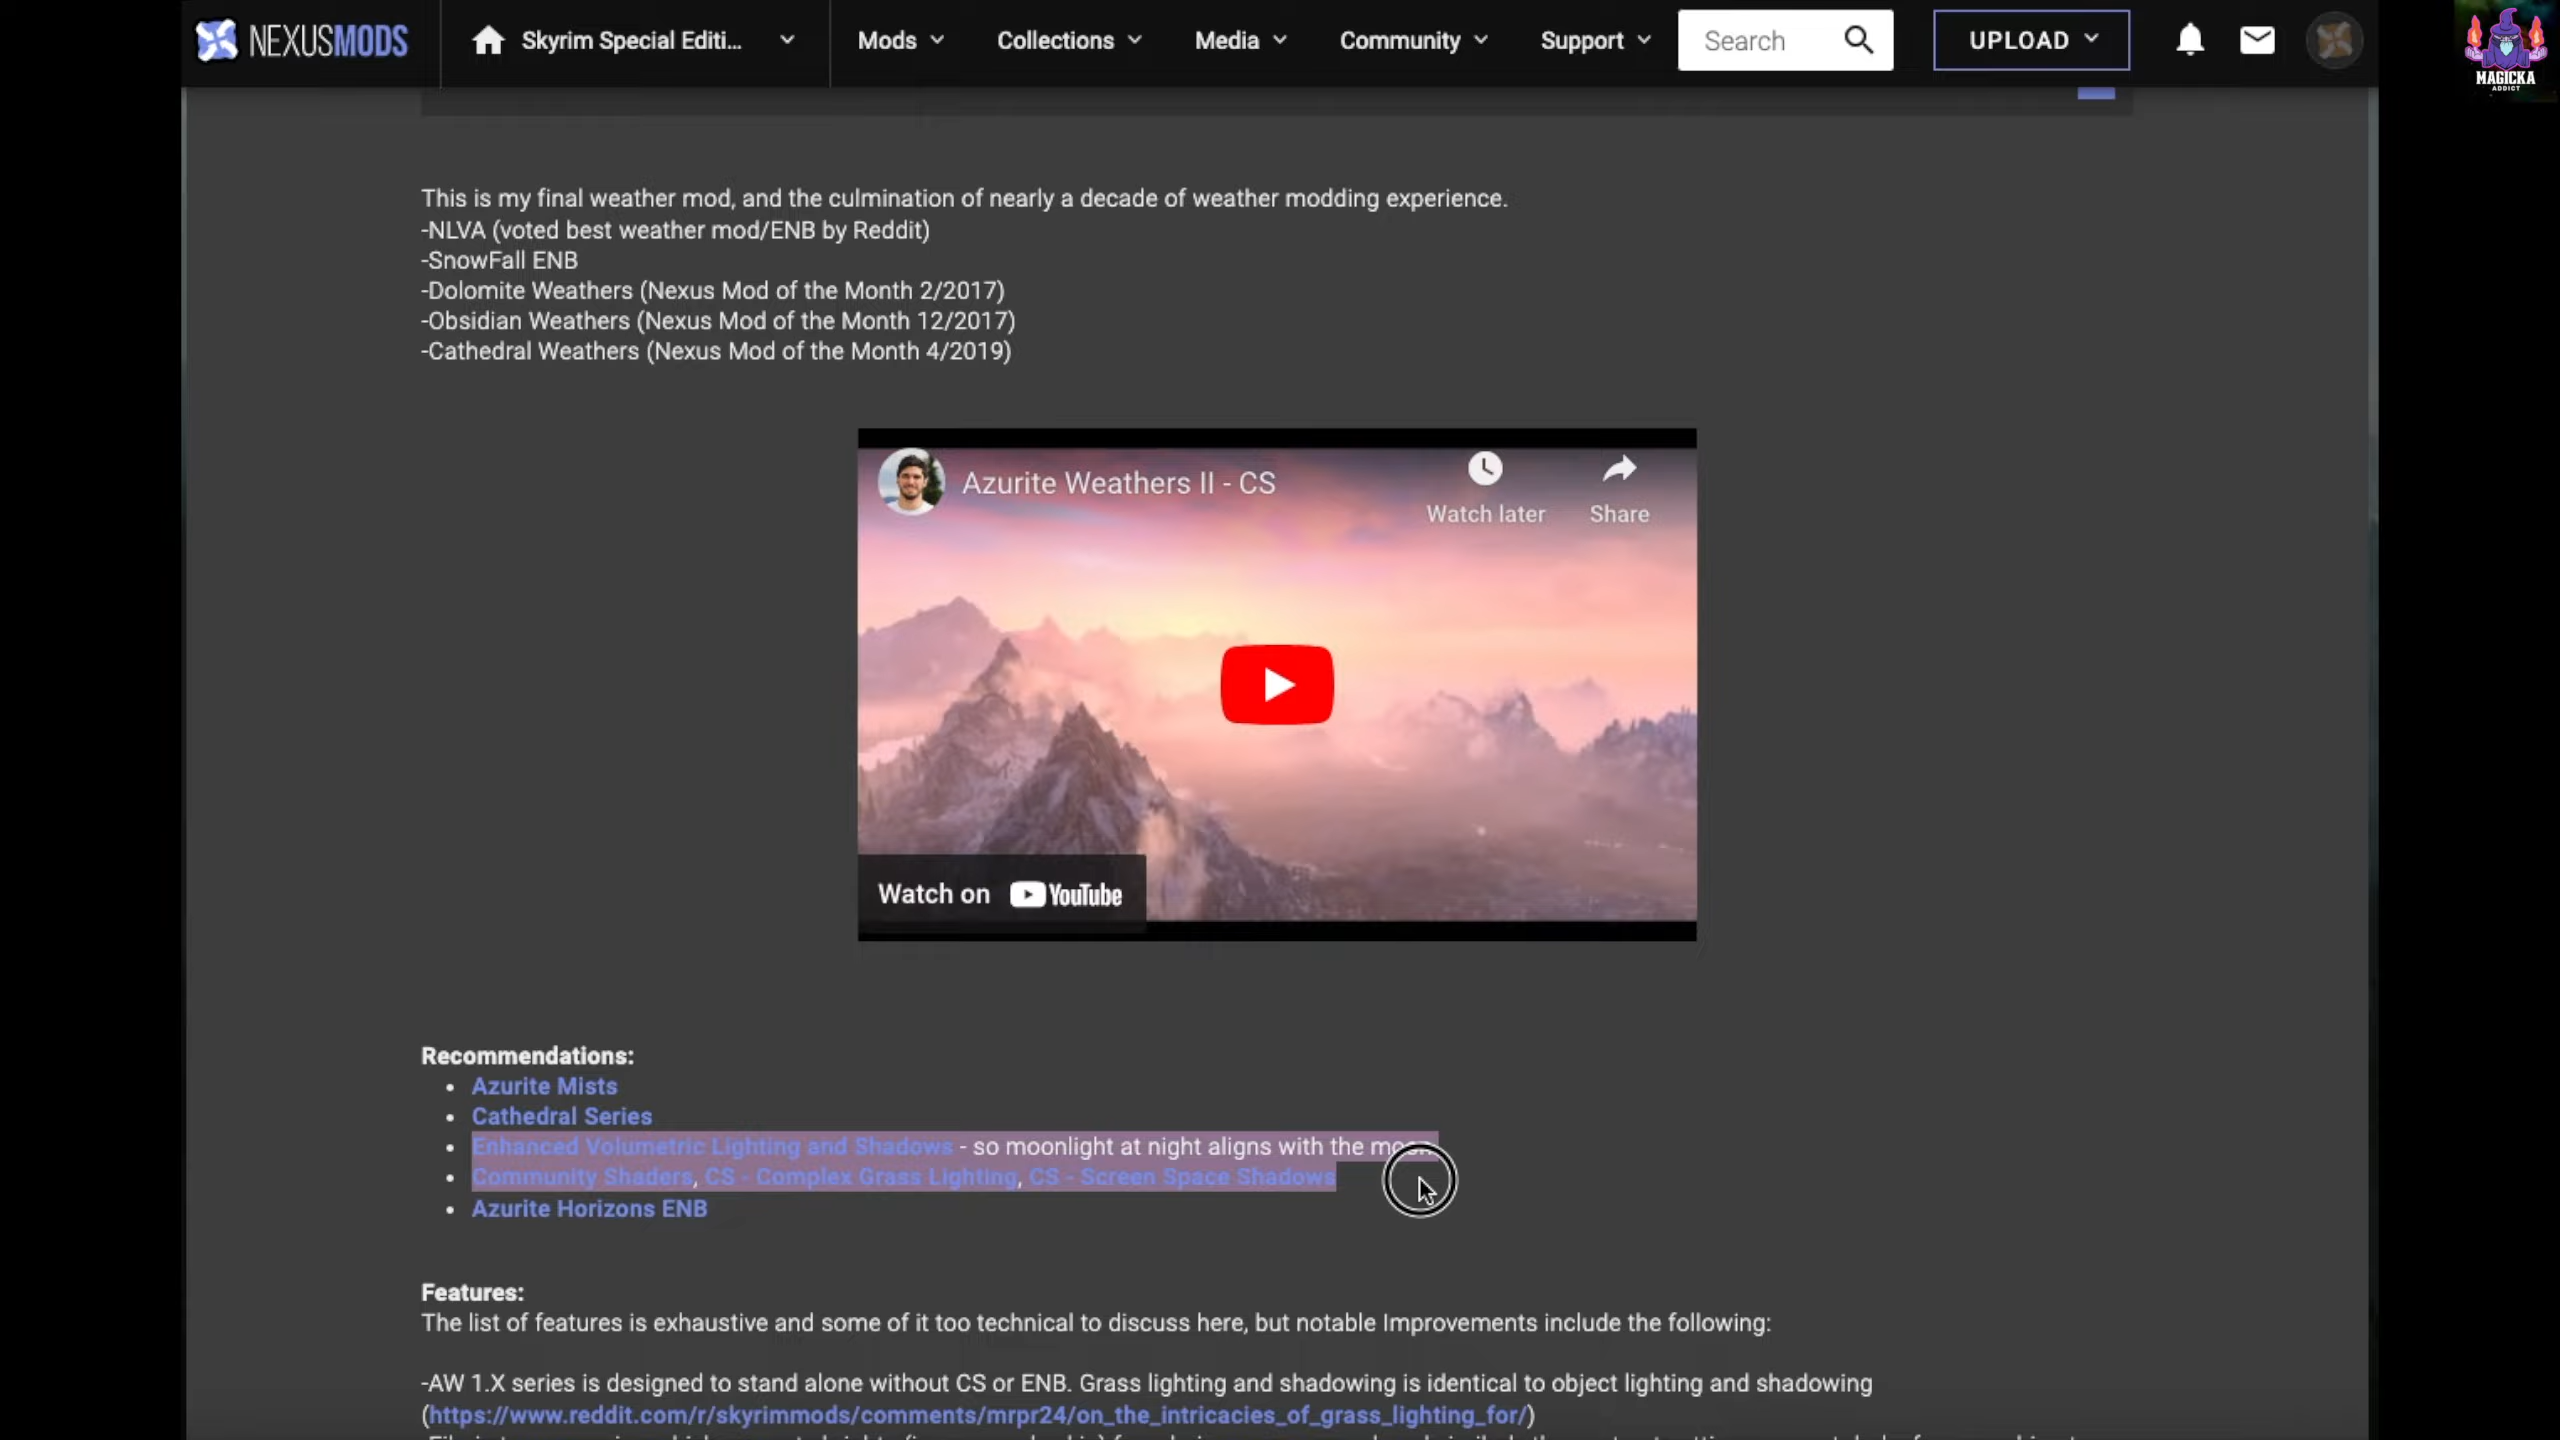 NEXUSMODS
Skyrim Special Editi...
Mods
Collections
Media
Community
Support
Search
UPLOAD
MAGICKA
ADDICT
This is my final weather mod, and the culmination of nearly a decade of weather modding experience.
-NLVA (voted best weather mod/ENB by Reddit)
-SnowFall ENB
-Dolomite Weathers (Nexus Mod of the Month 2/2017)
-Obsidian Weathers (Nexus Mod of the Month 12/2017)
-Cathedral Weathers (Nexus Mod of the Month 4/2019)
Azurite Weathers II - CS
Watch later
Share
Watch on YouTube
Recommendations:
• Azurite Mists
• Cathedral Series
• Enhanced Volumetric Lighting and Shadows - so moonlight at night aligns with the moon.
• Community Shaders, CS - Complex Grass Lighting, CS - Screen Space Shadows
• Azurite Horizons ENB
Features:
The list of features is exhaustive and some of it too technical to discuss here, but notable Improvements include the following:
-AW 1.X series is designed to stand alone without CS or ENB. Grass lighting and shadowing is identical to object lighting and shadowing
(https://www.reddit.com/r/skyrimmods/comments/mrpr24/on_the_intricacies_of_grass_lighting_for/)